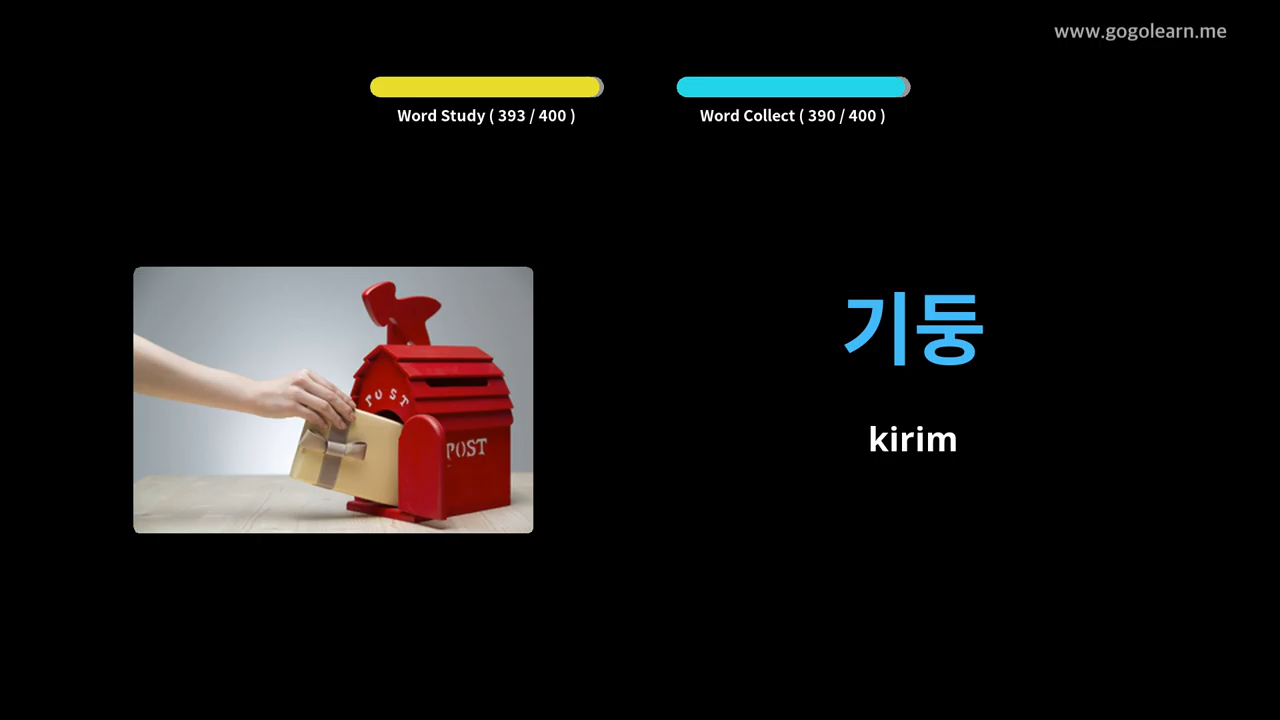 www.gogolearn.me
Word Study ( 393 / 400 )
Word Collect ( 390 / 400 )
기둥
kirim
POST
POST